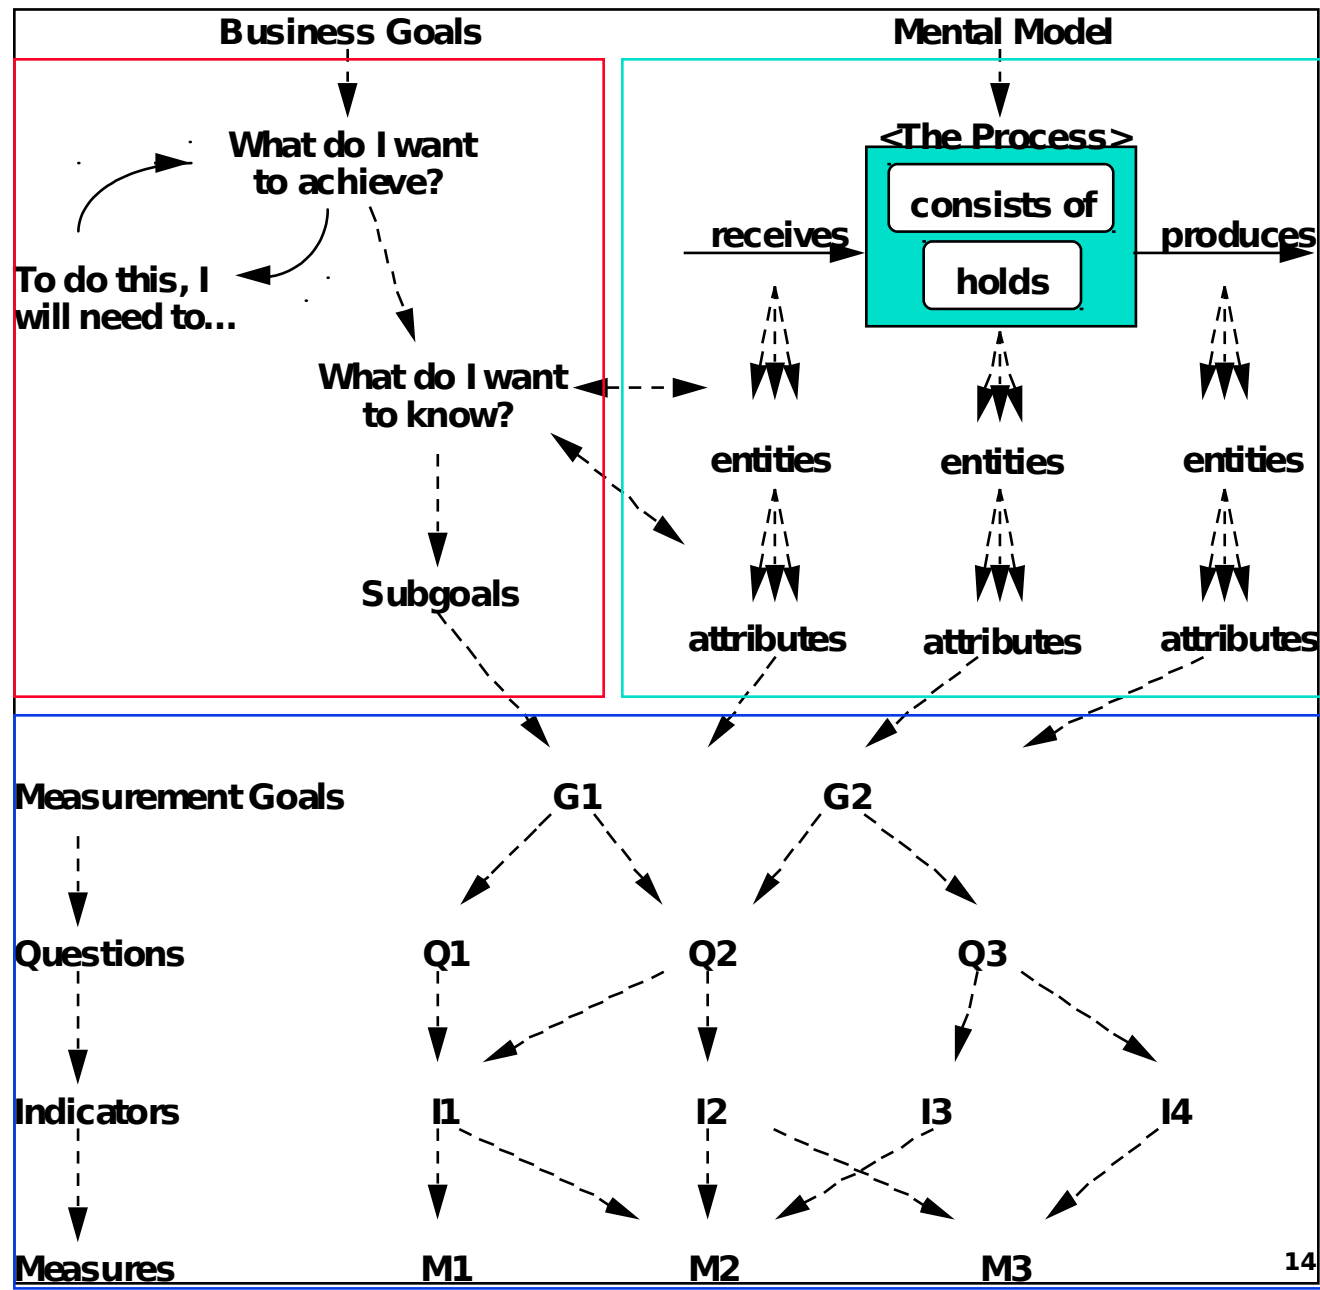 Business Goals
Mental Model
What do I want
to achieve?
To do this, I
will need to...
What do I want
to know?
Subgoals
<The Process>
consists of
holds
receives
produces
entities
entities
entities
attributes
attributes
attributes
Measurement Goals
G1
G2
Questions
Q1
Q2
Q3
Indicators
I1
I2
I3
I4
Measures
M1
M2
M3
14